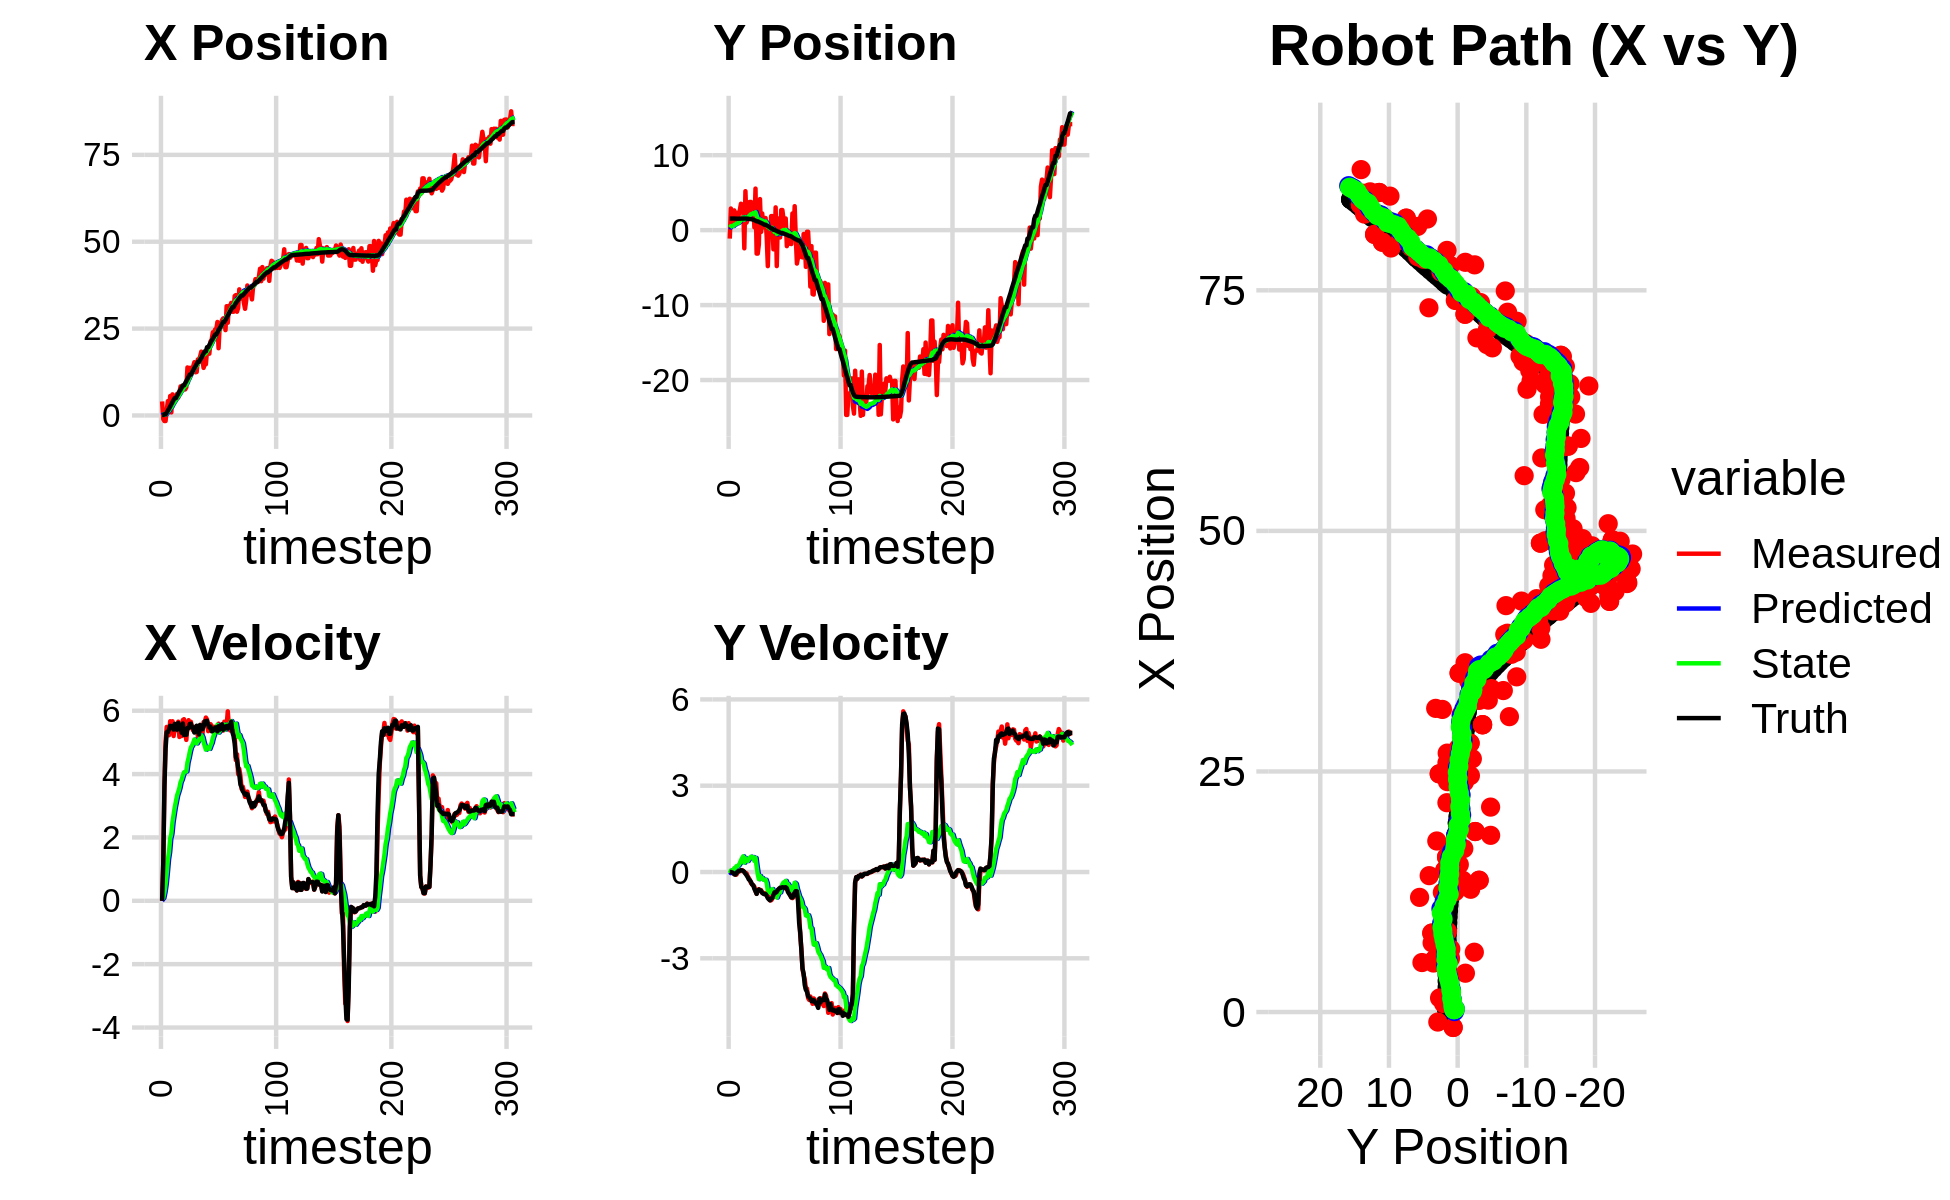 X Position
75
50
25
0
0
100
200
300
timestep
Y Position
10
0
-10
-20
0
100
200
300
timestep
X Velocity
6
4
2
0
-2
-4
0
100
200
300
timestep
Y Velocity
6
3
0
-3
0
100
200
300
timestep
Robot Path (X vs Y)
X Position
75
50
25
0
20 10 0 -10 -20
Y Position
variable
Measured
Predicted
State
Truth